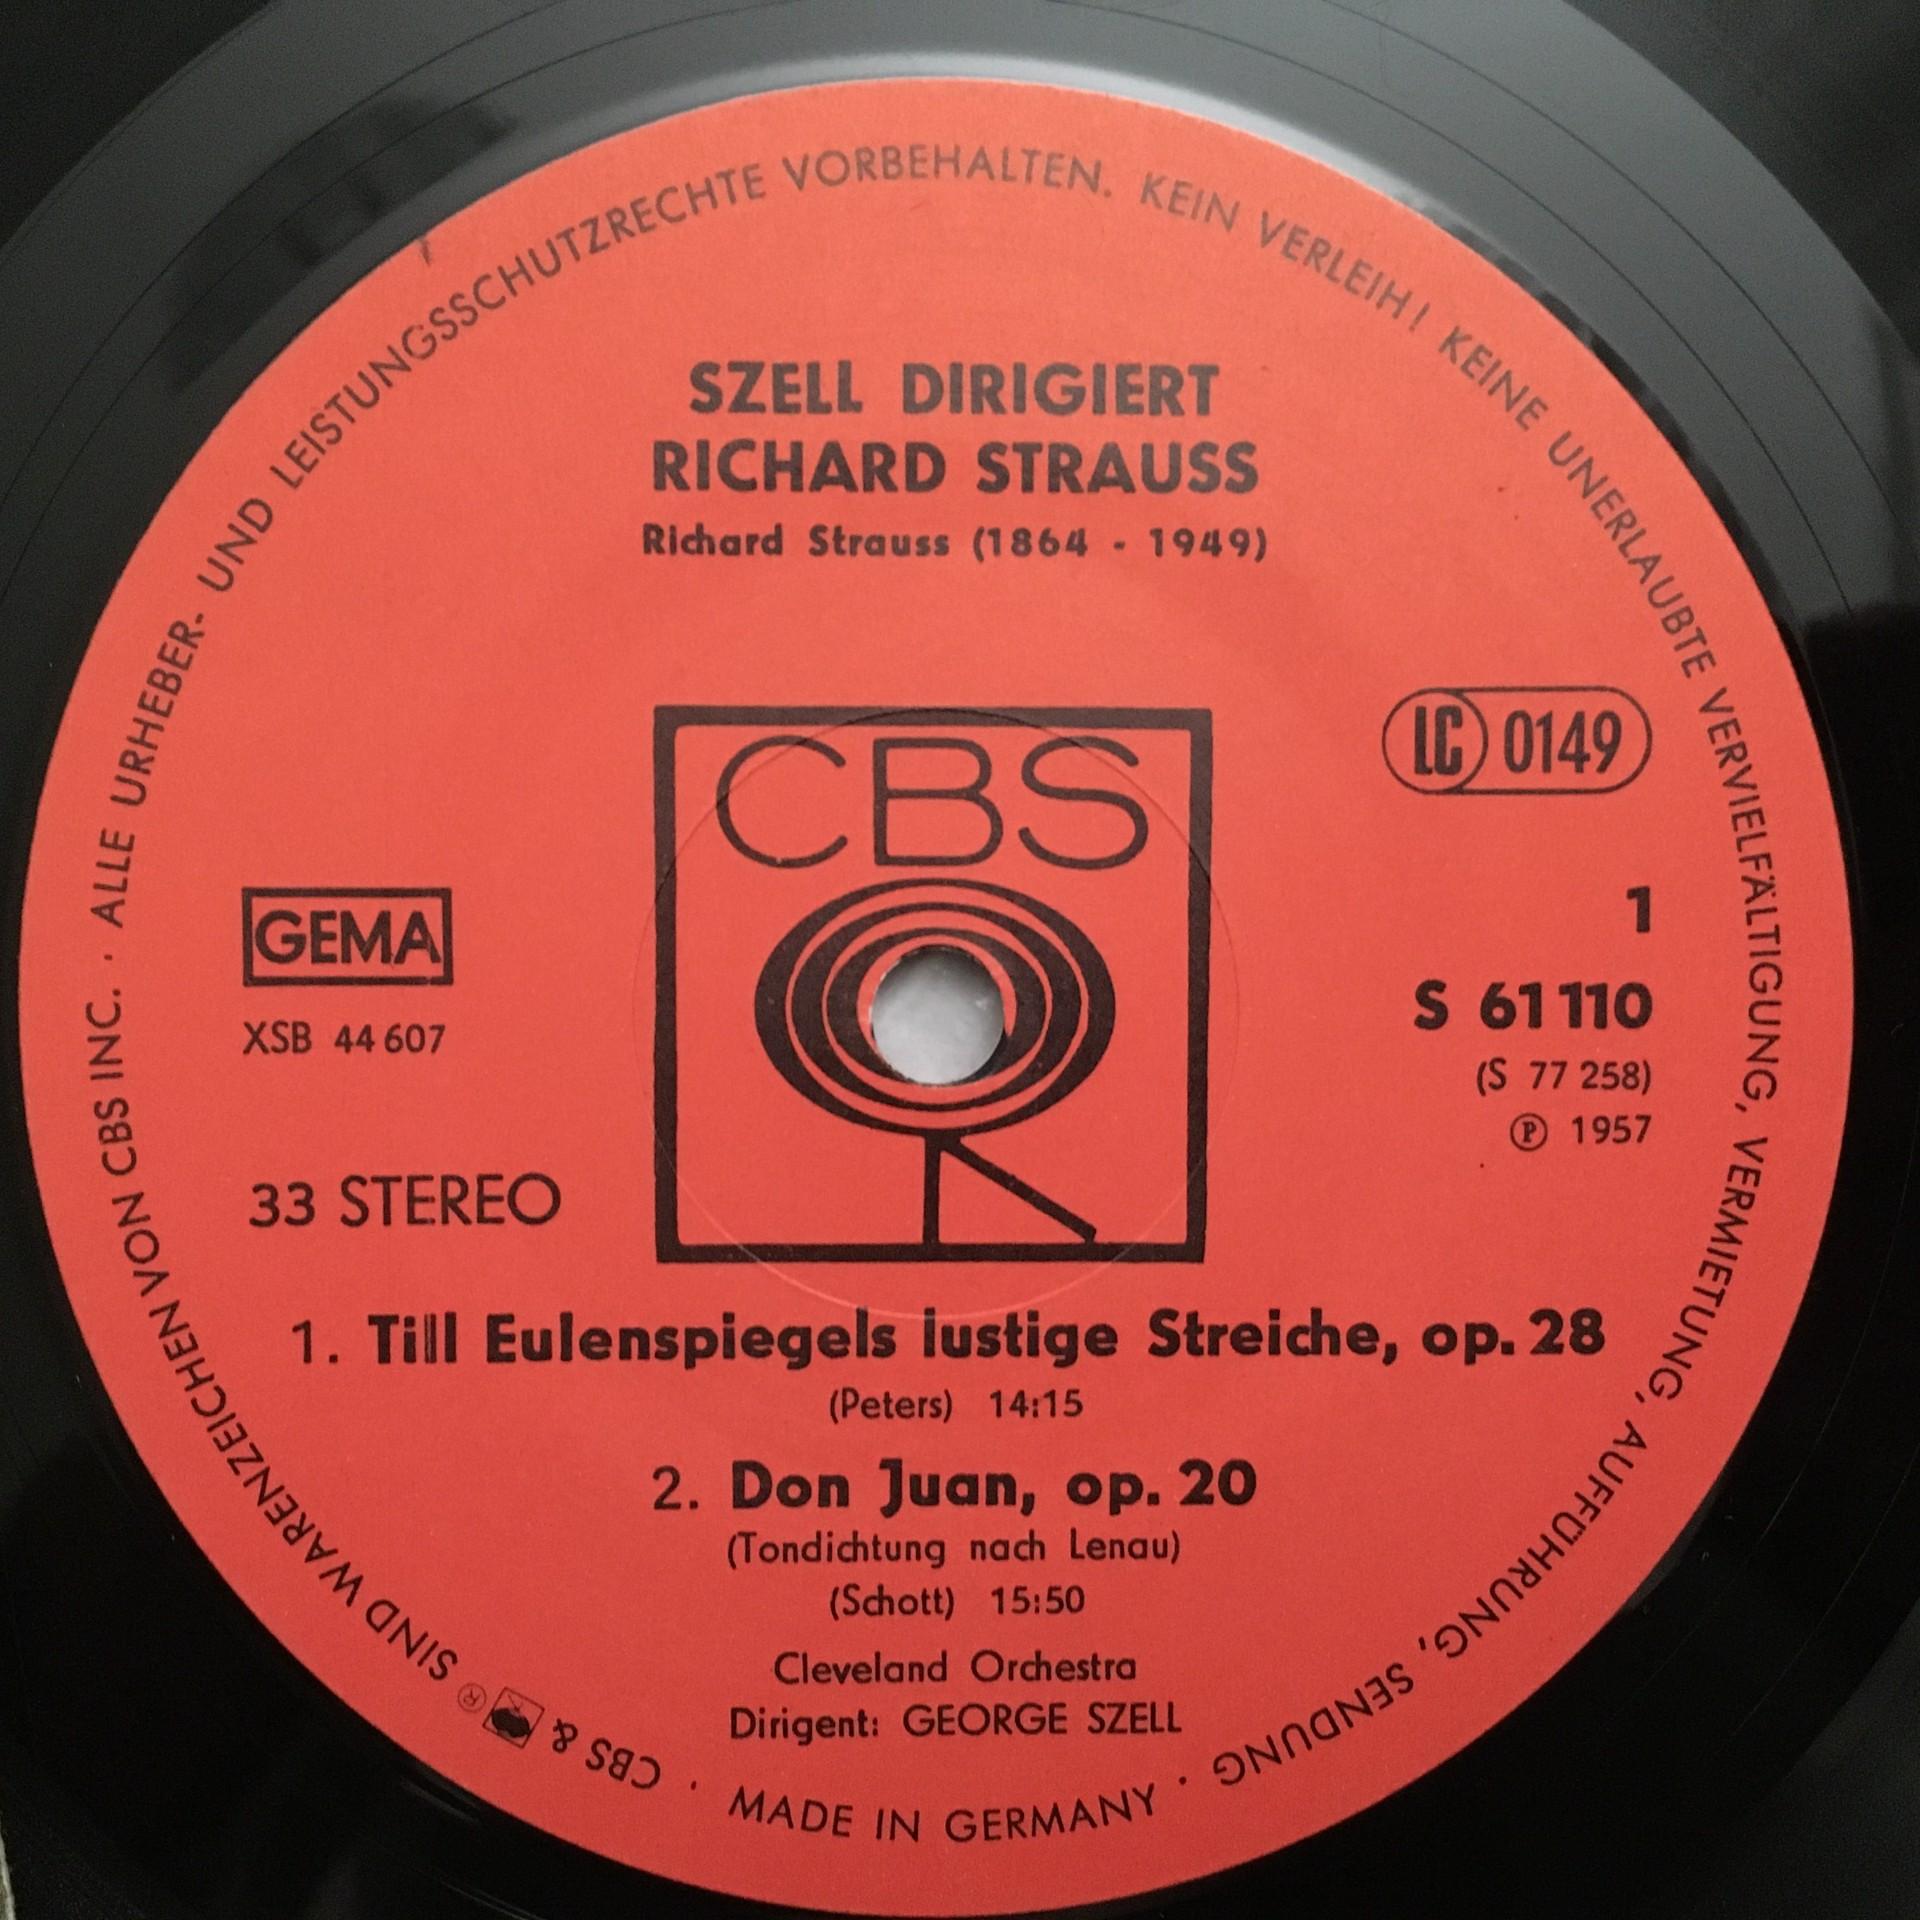 SZELL DIRIGIERT
RICHARD STRAUSS
Richard Strauss (1864 - 1949)
CBS
LC 0149
GEMA
XSB 44 607
33 STEREO
1
S 61 110
(S 77 258)
Ⓟ 1957
1. Till Eulenspiegels lustige Streiche, op. 28
(Peters) 14:15
2. Don Juan, op. 20
(Tondichtung nach Lenau)
(Schott) 15:50
Cleveland Orchestra
Dirigent: GEORGE SZELL
CBS & ® SIND WARENZEICHEN VON CBS INC. · ALLE URHEBER- UND LEISTUNGSSCHUTZRECHTE VORBEHALTEN. KEIN VERLEIH! KEINE UNERLAUBTE VERVIELFÄLTIGUNG, VERMIETUNG, AUFFÜHRUNG, SENDUNG · MADE IN GERMANY ·